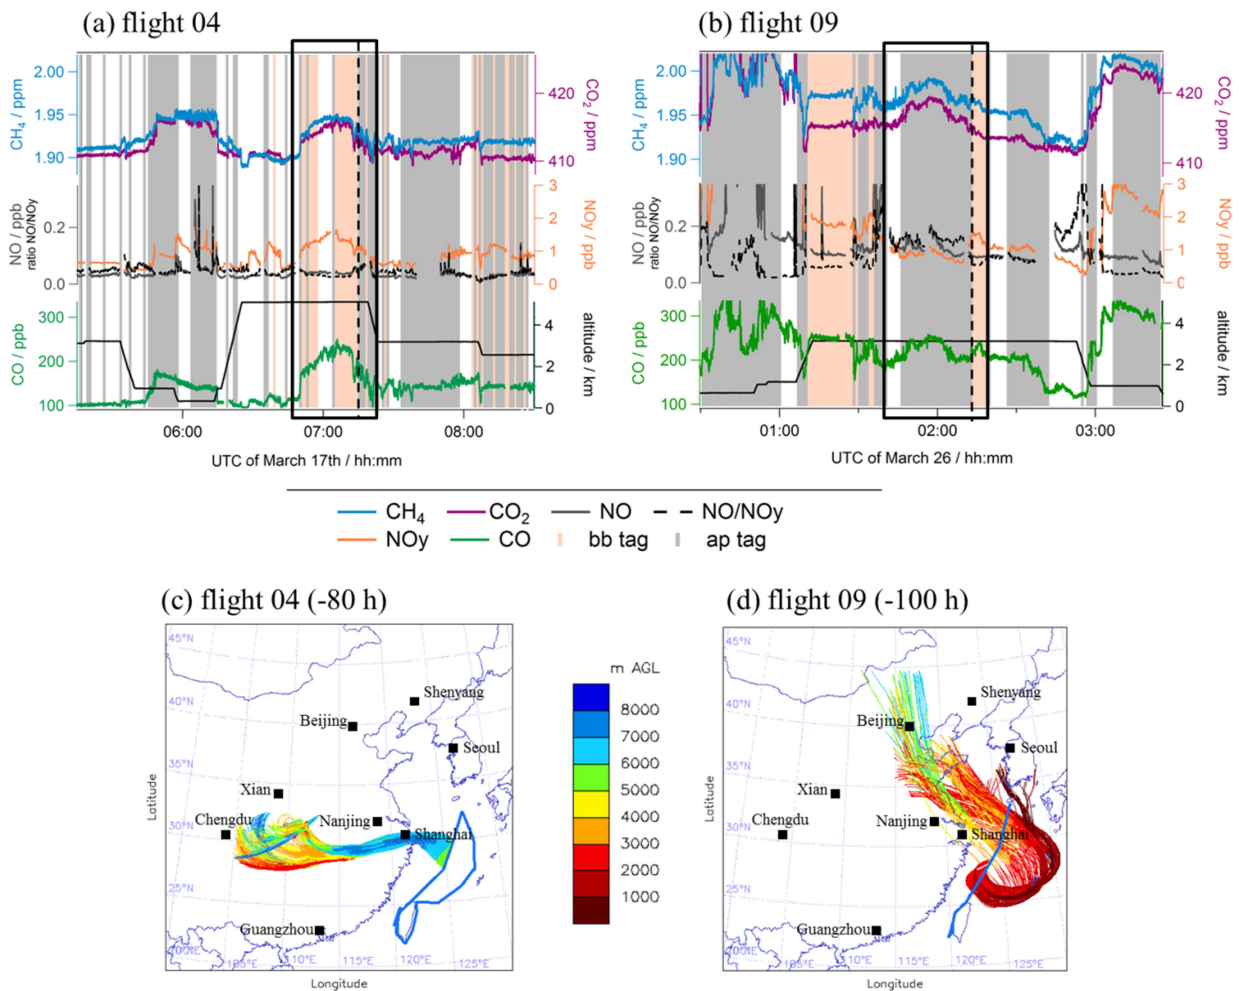 (a) flight 04
(b) flight 09
2.00
1.95
1.90
CH4 / ppm
420
410
CO2 / ppm
0.2
0.0
NO / ppb
ratio NO/NOy
3
2
1
0
NOy / ppb
300
200
100
CO / ppb
4
2
0
altitude / km
06:00
07:00
08:00
UTC of March 17th / hh:mm
2.00
1.95
1.90
CH4 / ppm
420
410
CO2 / ppm
0.2
0.0
NO / ppb
ratio NO/NOy
3
2
1
0
NOy / ppb
300
200
100
CO / ppb
4
2
0
altitude / km
01:00
02:00
03:00
UTC of March 26 / hh:mm
CH4
CO2
NO
NO/NOy
NOy
CO
bb tag
ap tag
(c) flight 04 (-80 h)
(d) flight 09 (-100 h)
45°N
40°N
35°N
30°N
25°N
105°E
110°E
115°E
120°E
125°E
Latitude
Longitude
Shenyang
Beijing
Seoul
Xian
Chengdu
Nanjing
Shanghai
Guangzhou
m AGL
8000
7000
6000
5000
4000
3000
2000
1000
45°N
40°N
35°N
30°N
25°N
105°E
110°E
115°E
120°E
125°E
Latitude
Longitude
Shenyang
Beijing
Seoul
Xian
Chengdu
Nanjing
Shanghai
Guangzhou